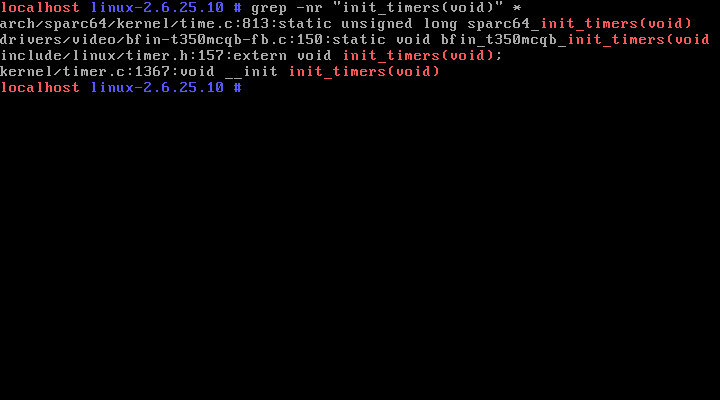 localhost linux-2.6.25.10 # grep -nr "init_timers(void)" *
arch/sparc64/kernel/time.c:813:static unsigned long sparc64_init_timers(void)
drivers/video/bfin-t350mcqb-fb.c:150:static void bfin_t350mcqb_init_timers(void
include/linux/timer.h:157:extern void init_timers(void);
kernel/timer.c:1367:void __init init_timers(void)
localhost linux-2.6.25.10 #